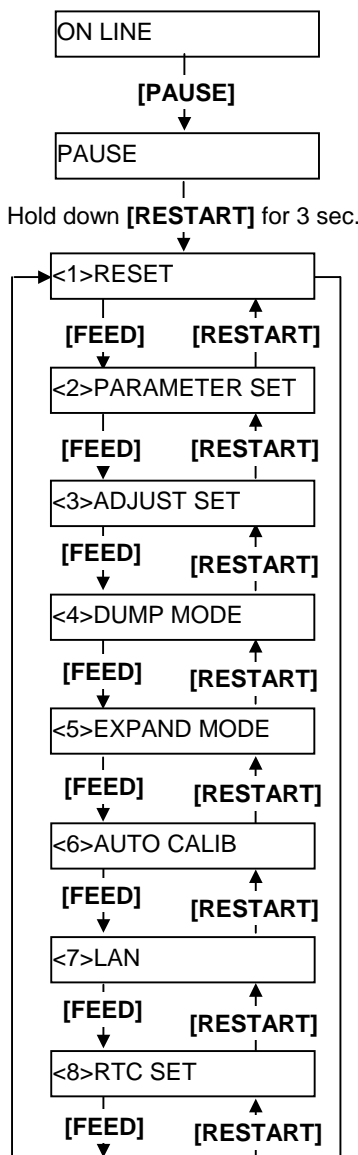 ON LINE
[PAUSE]
PAUSE
Hold down [RESTART] for 3 sec.
<1>RESET
[FEED] [RESTART]
<2>PARAMETER SET
[FEED] [RESTART]
<3>ADJUST SET
[FEED] [RESTART]
<4>DUMP MODE
[FEED] [RESTART]
<5>EXPAND MODE
[FEED] [RESTART]
<6>AUTO CALIB
[FEED] [RESTART]
<7>LAN
[FEED] [RESTART]
<8>RTC SET
[FEED] [RESTART]